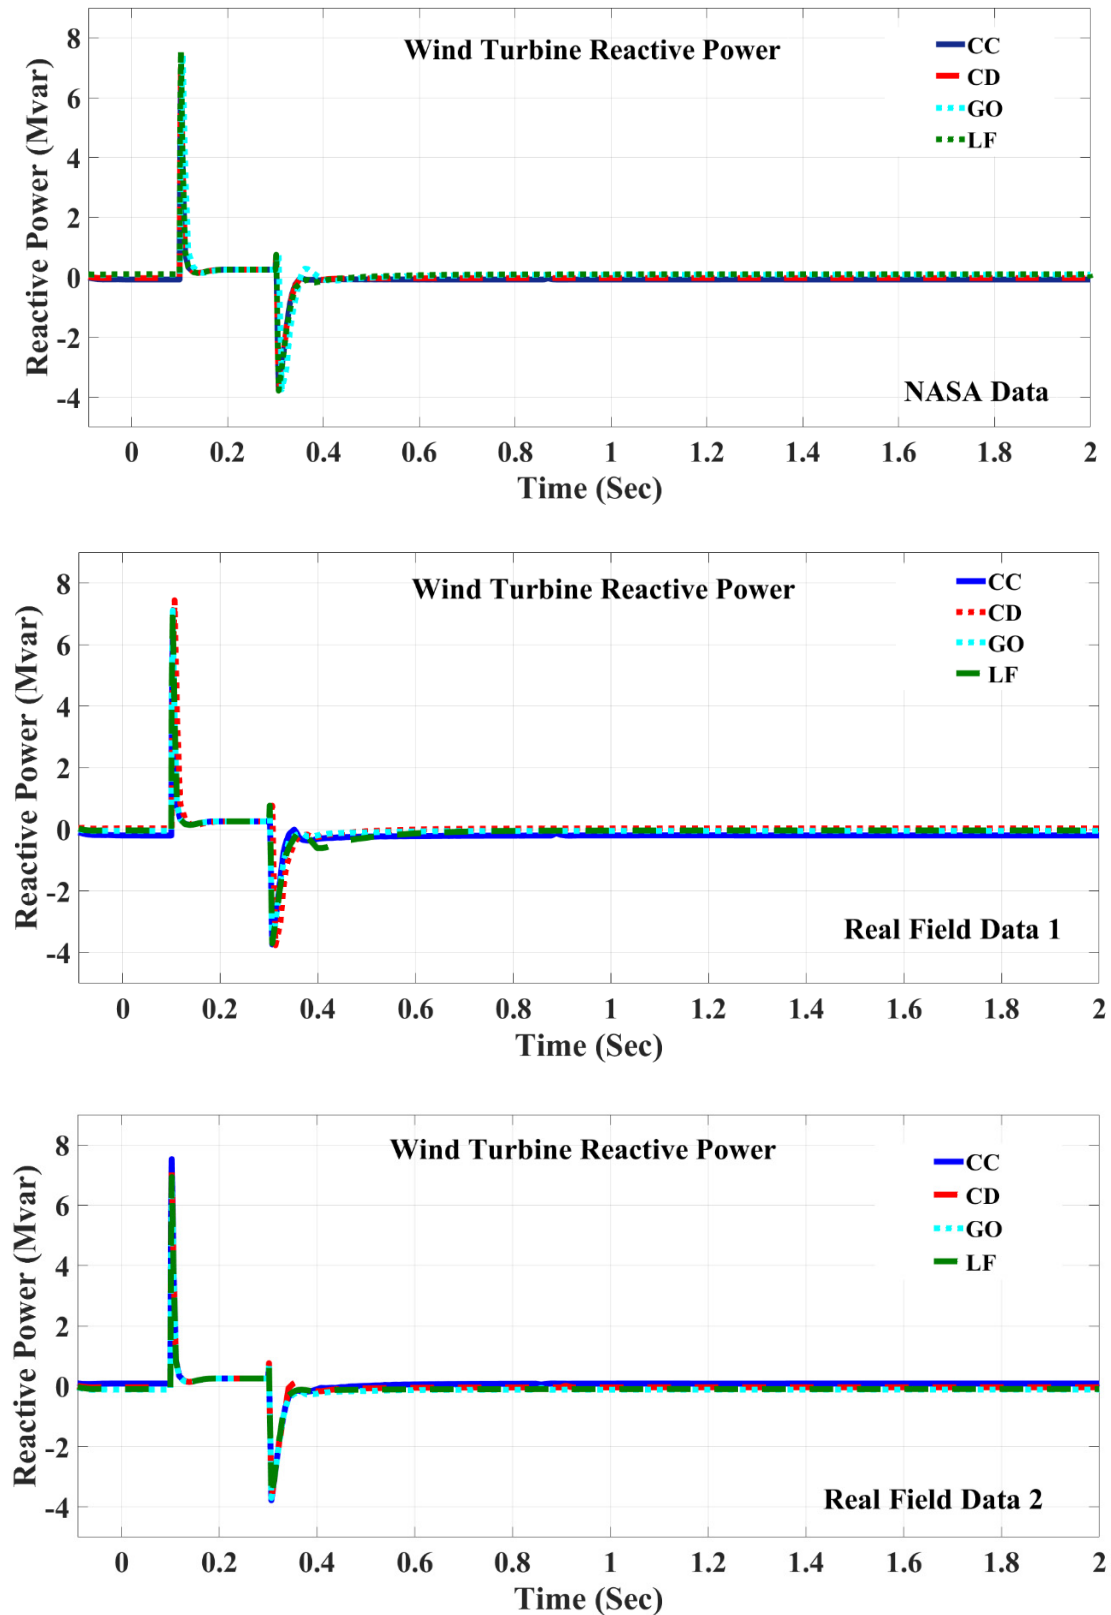 Wind Turbine Reactive Power
CC
CD
GO
LF
8
6
4
2
0
-2
-4
Reactive Power (Mvar)
NASA Data
0 0.2 0.4 0.6 0.8 1 1.2 1.4 1.6 1.8 2
Time (Sec)
Wind Turbine Reactive Power
CC
CD
GO
LF
8
6
4
2
0
-2
-4
Reactive Power (Mvar)
Real Field Data 1
0 0.2 0.4 0.6 0.8 1 1.2 1.4 1.6 1.8 2
Time (Sec)
Wind Turbine Reactive Power
CC
CD
GO
LF
8
6
4
2
0
-2
-4
Reactive Power (Mvar)
Real Field Data 2
0 0.2 0.4 0.6 0.8 1 1.2 1.4 1.6 1.8 2
Time (Sec)